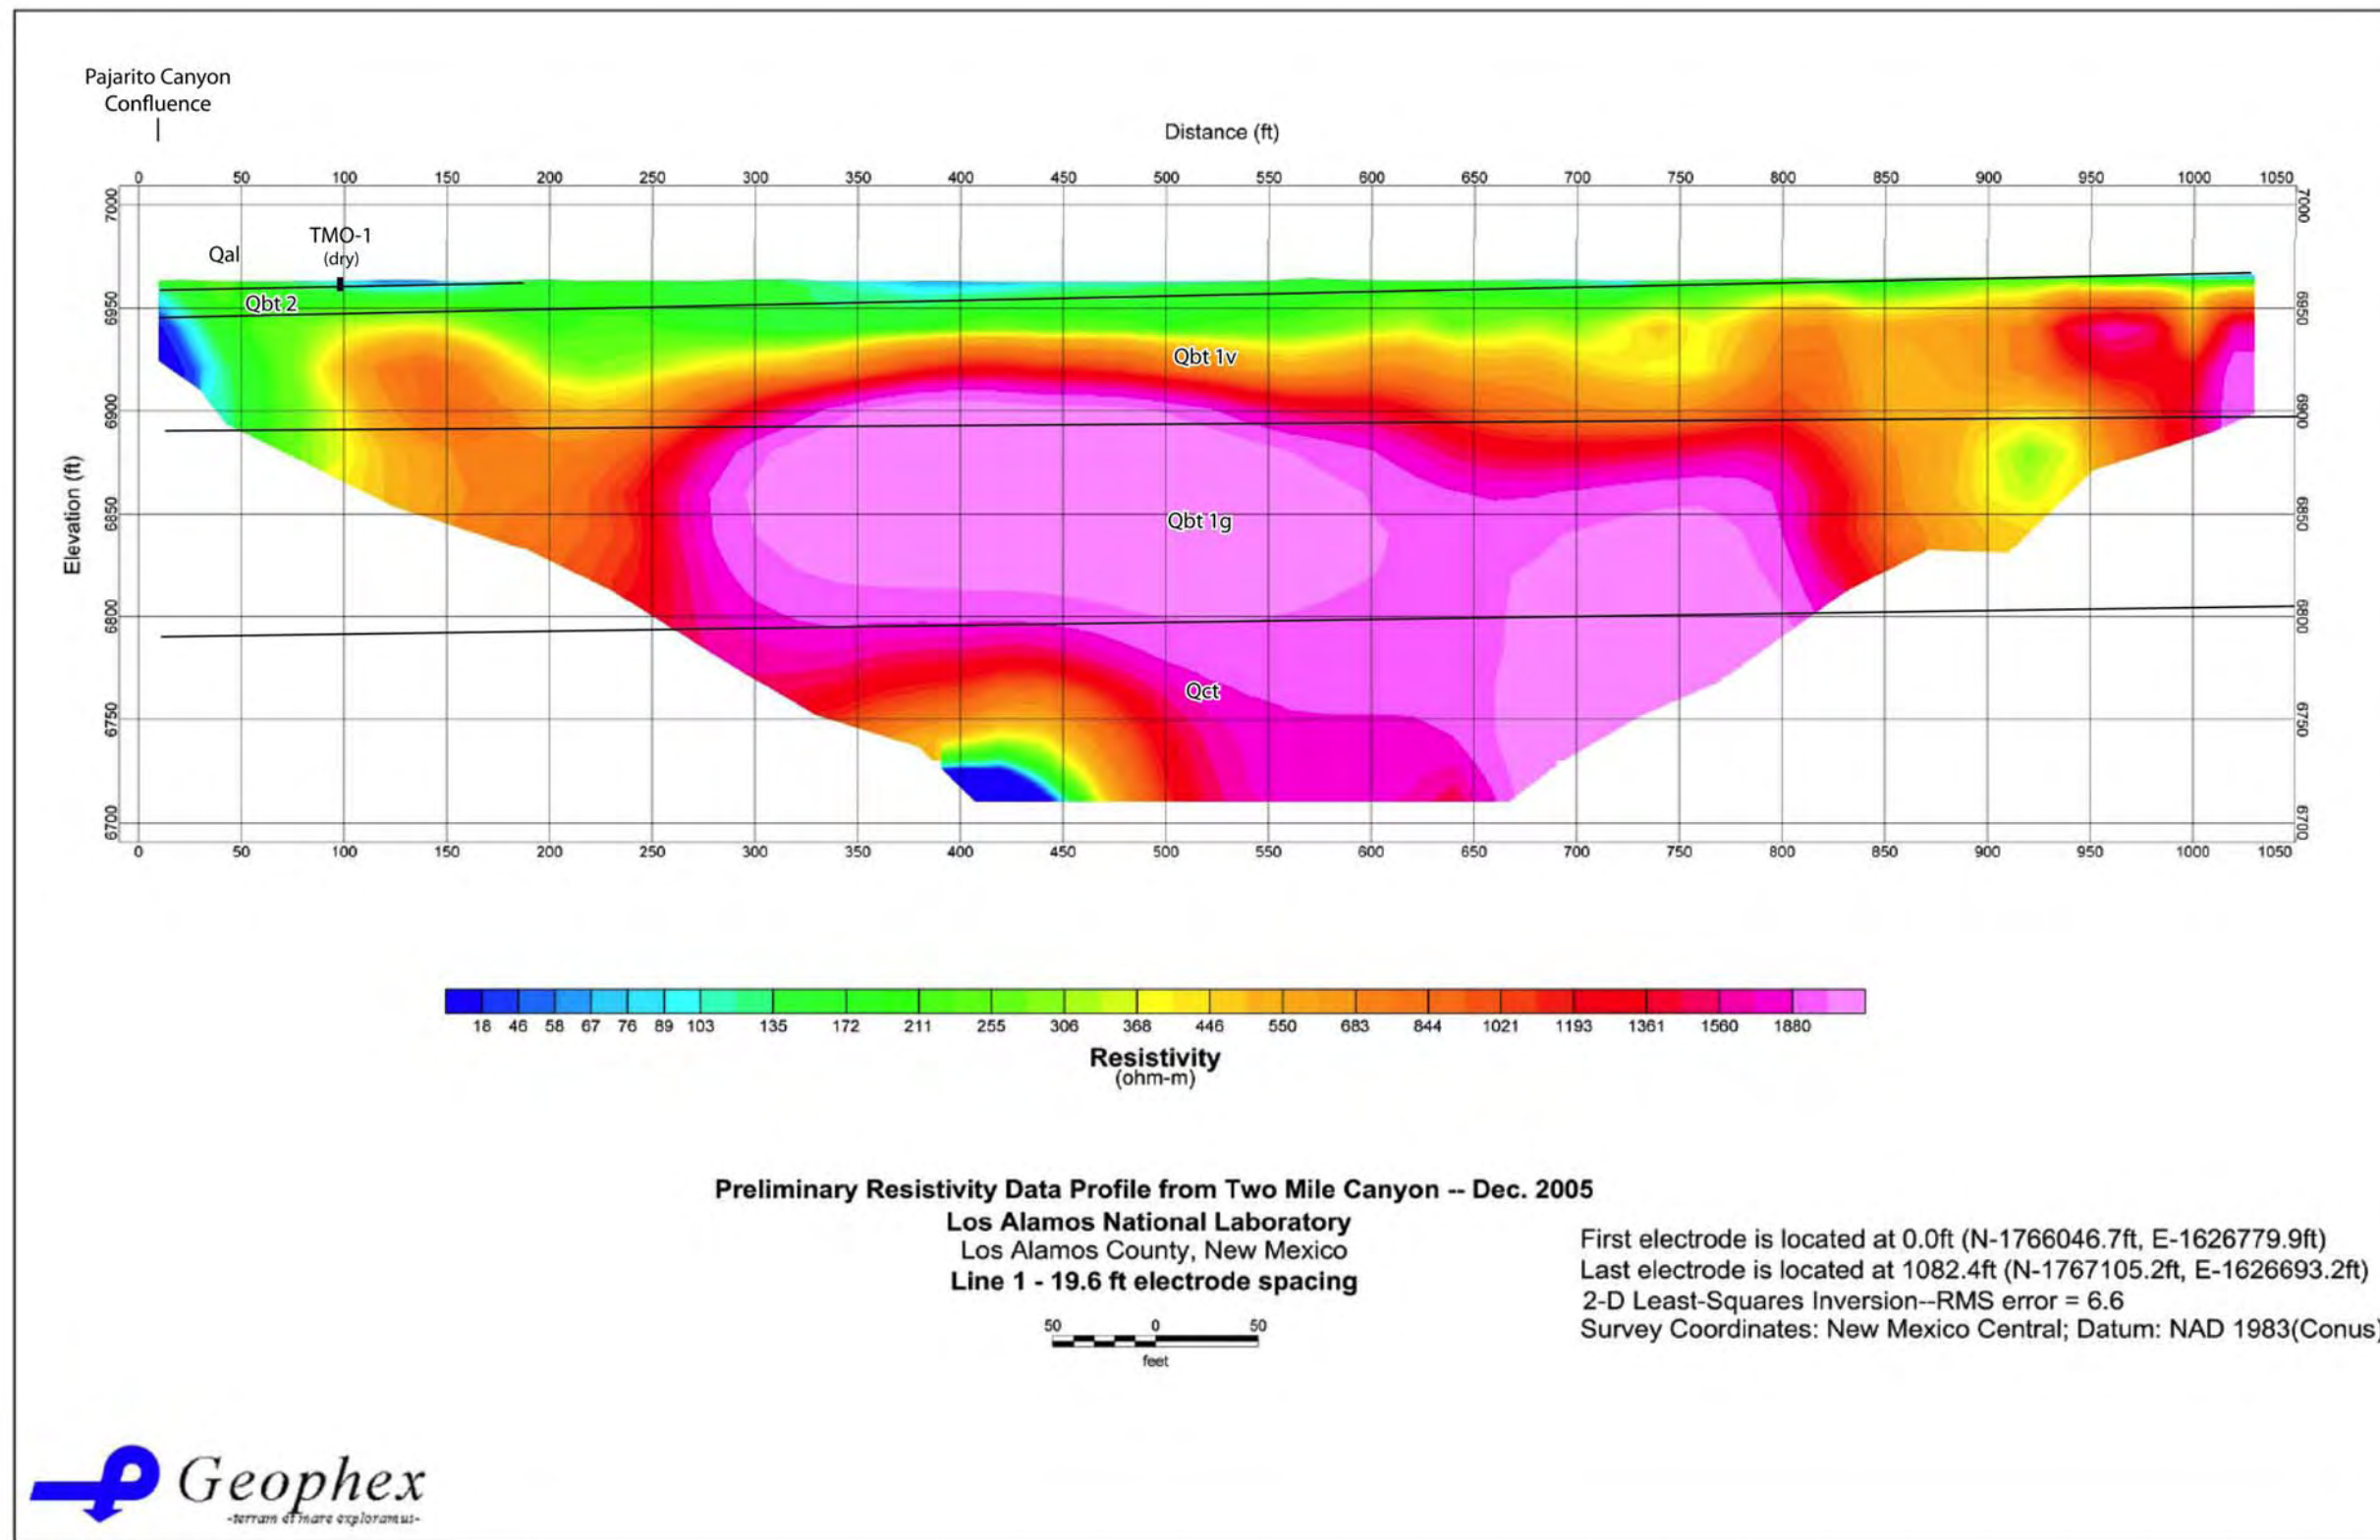 Pajarito Canyon
Confluence
Distance (ft)
0 50 100 150 200 250 300 350 400 450 500 550 600 650 700 750 800 850 900 950 1000 1050
7000 7000
TMO-1
Qal
(dry)
Qbt 2
6950 6950
Qbt 1v
6900 6900
Elevation (ft)
6850 6850
Qbt 1g
6800 6800
Qct
6750 6750
6700 6700
0 50 100 150 200 250 300 350 400 450 500 550 600 650 700 750 800 850 900 950 1000 1050
16 46 58 67 76 89 103 135 172 211 255 306 368 446 550 683 844 1021 1193 1361 1560 1880
Resistivity
(ohm-m)
Preliminary Resistivity Data Profile from Two Mile Canyon -- Dec. 2005
Los Alamos National Laboratory
Los Alamos County, New Mexico
Line 1 - 19.6 ft electrode spacing
50 0 50
feet
First electrode is located at 0.0ft (N-1766046.7ft, E-1626779.9ft)
Last electrode is located at 1082.4ft (N-1767105.2ft, E-1626693.2ft)
2-D Least-Squares Inversion--RMS error = 6.6
Survey Coordinates: New Mexico Central; Datum: NAD 1983(Conus)
Geophex
-terram et mare exploramus-